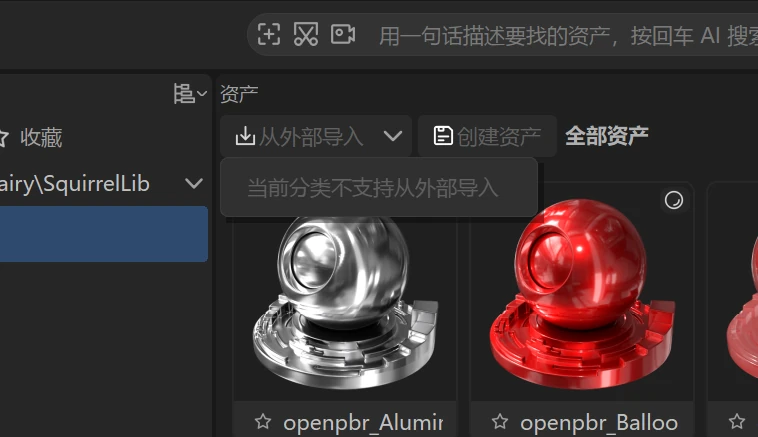 用一句话描述要找的资产，按回车 AI 搜索
资产
收藏
从外部导入
创建资产
全部资产
airy\SquirrelLib
当前分类不支持从外部导入
openpbr_Alumin
openpbr_Balloo